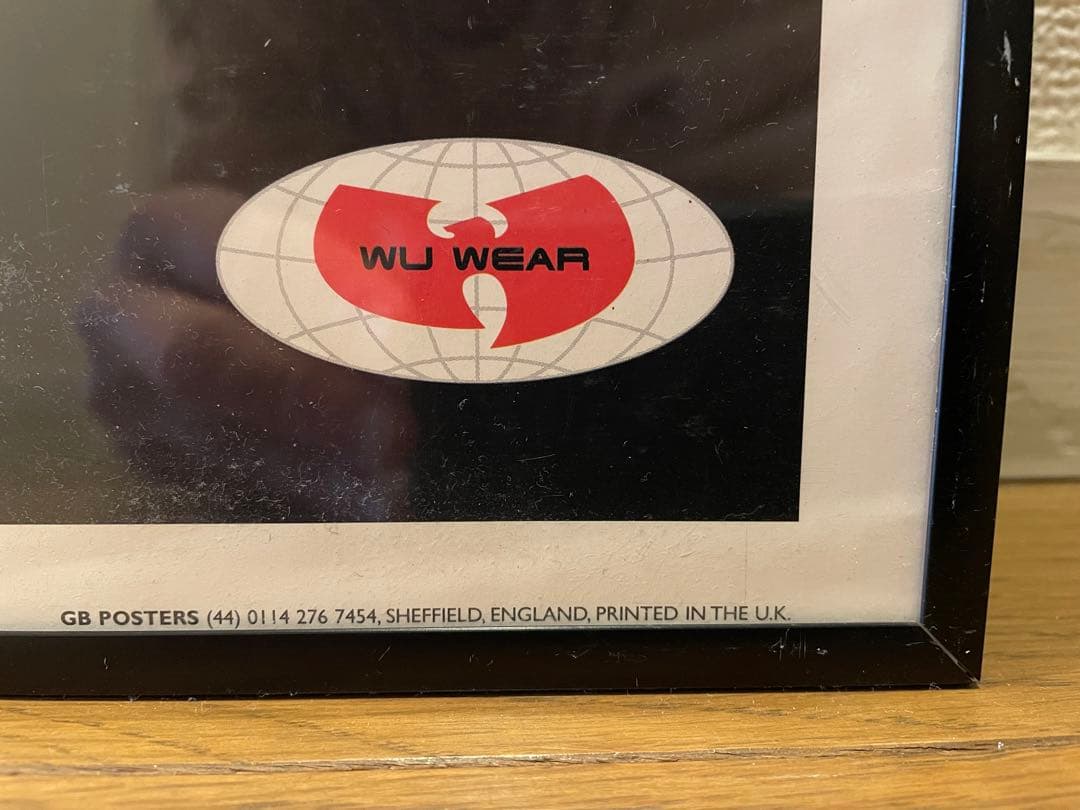 WU WEAR
GB POSTERS (44) 0114 276 7454, SHEFFIELD, ENGLAND, PRINTED IN THE U.K.